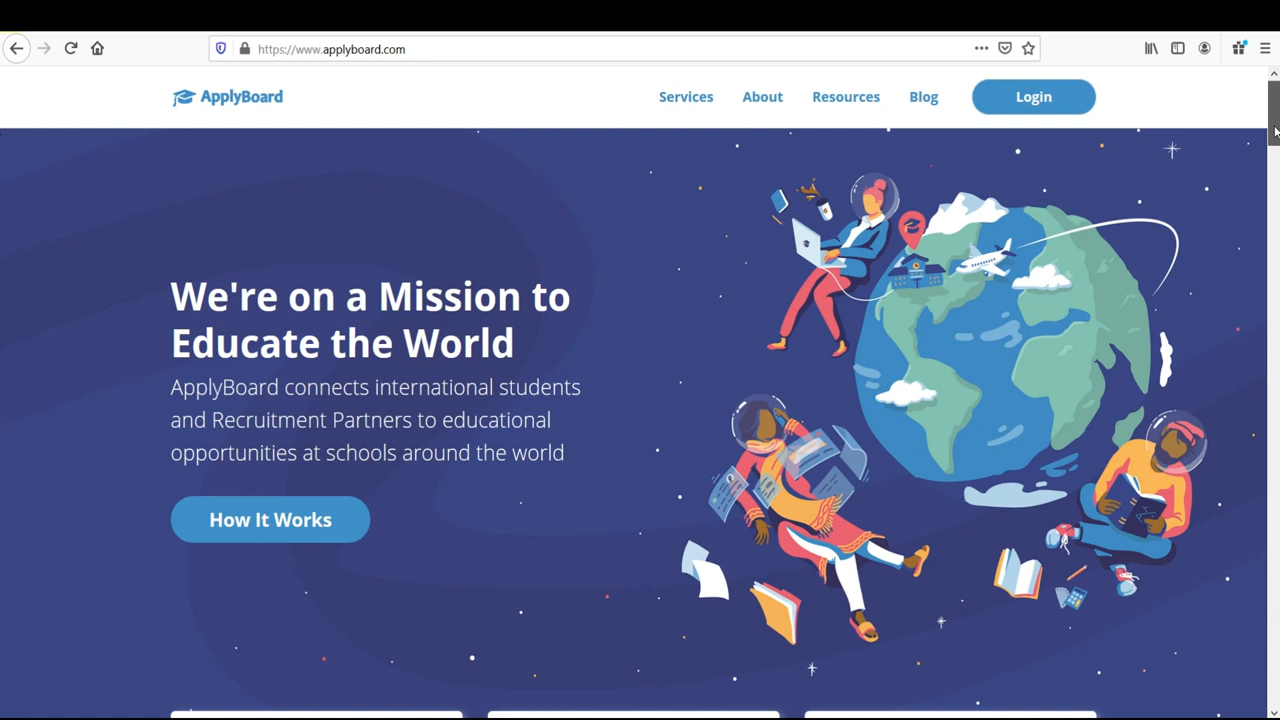 https://www.applyboard.com
ApplyBoard
Services
About
Resources
Blog
Login
We're on a Mission to
Educate the World
ApplyBoard connects international students
and Recruitment Partners to educational
opportunities at schools around the world
How It Works